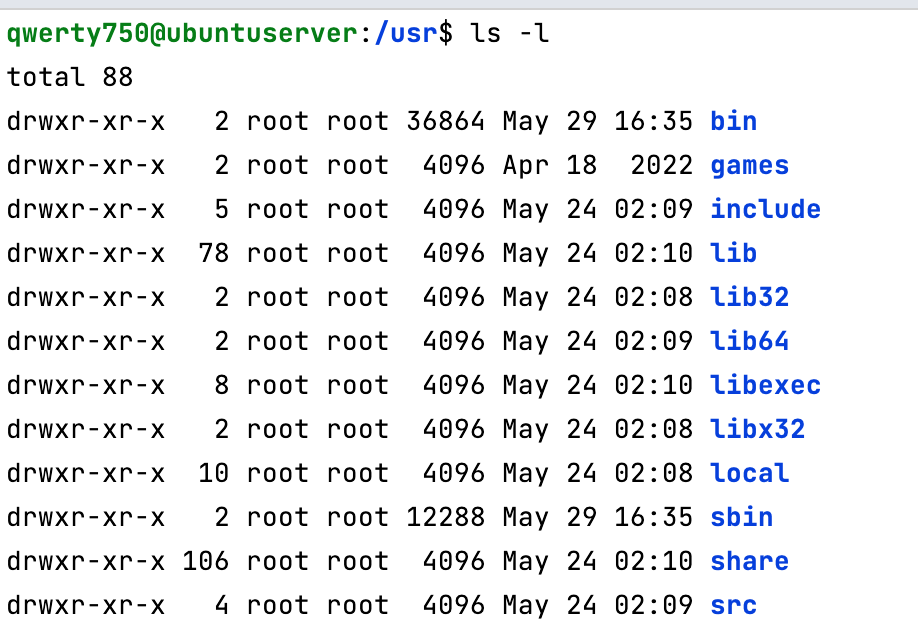 qwerty750@ubuntuserver:/usr$ ls -l
total 88
drwxr-xr-x   2 root root 36864 May 29 16:35 bin
drwxr-xr-x   2 root root  4096 Apr 18  2022 games
drwxr-xr-x   5 root root  4096 May 24 02:09 include
drwxr-xr-x  78 root root  4096 May 24 02:10 lib
drwxr-xr-x   2 root root  4096 May 24 02:08 lib32
drwxr-xr-x   2 root root  4096 May 24 02:09 lib64
drwxr-xr-x   8 root root  4096 May 24 02:10 libexec
drwxr-xr-x   2 root root  4096 May 24 02:08 libx32
drwxr-xr-x  10 root root  4096 May 24 02:08 local
drwxr-xr-x   2 root root 12288 May 29 16:35 sbin
drwxr-xr-x 106 root root  4096 May 24 02:10 share
drwxr-xr-x   4 root root  4096 May 24 02:09 src